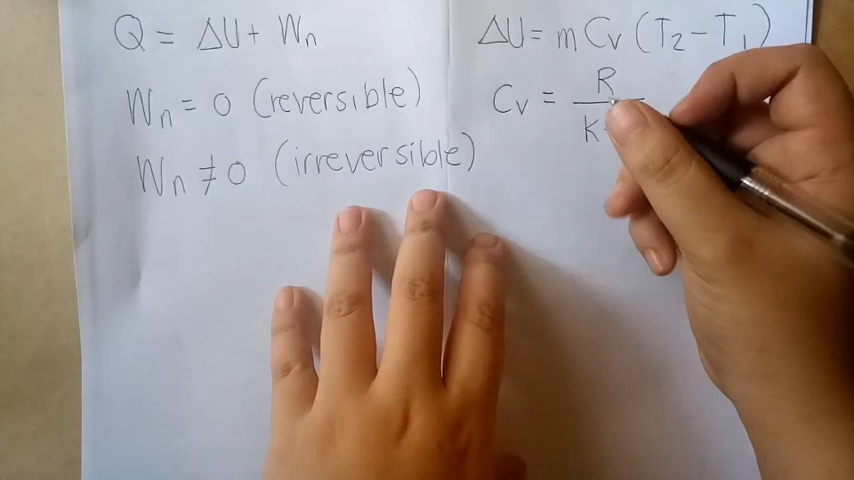 Q = ΔU + Wn
Wn = 0 (reversible)
Wn ≠ 0 (irreversible)
ΔU = m Cv (T2 - T1)
Cv = R
K